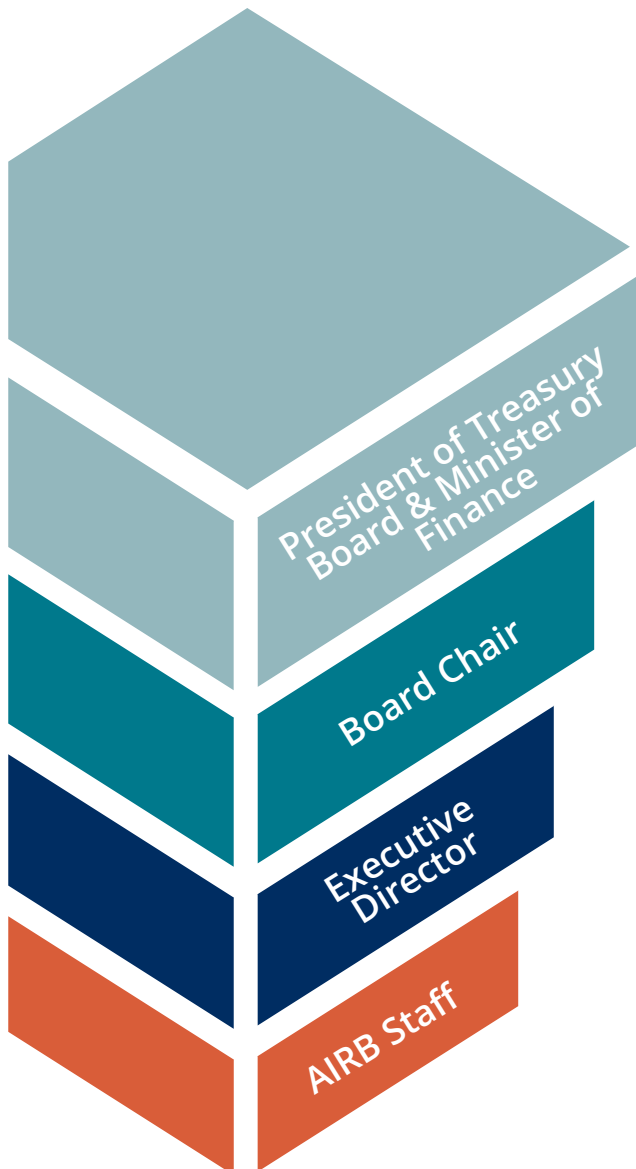 President of Treasury
Board & Minister of
Finance
Board Chair
Executive
Director
AIRB Staff